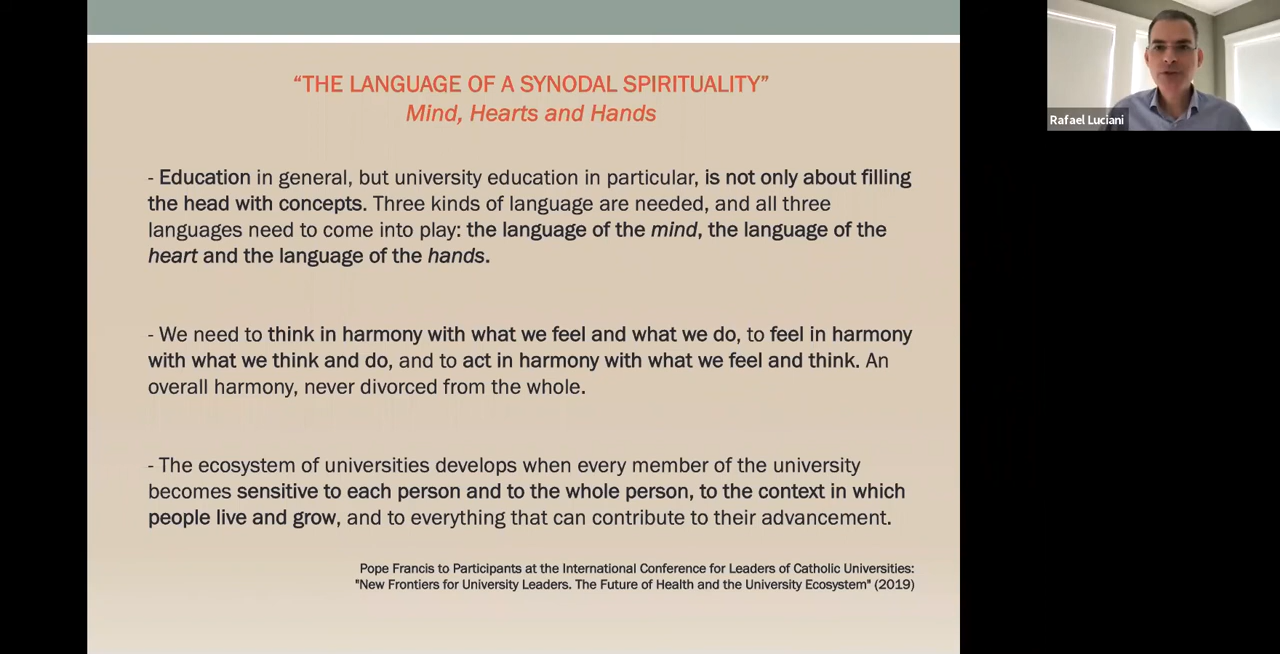 “THE LANGUAGE OF A SYNODAL SPIRITUALITY”
Mind, Hearts and Hands
- Education in general, but university education in particular, is not only about filling
the head with concepts. Three kinds of language are needed, and all three
languages need to come into play: the language of the mind, the language of the
heart and the language of the hands.
- We need to think in harmony with what we feel and what we do, to feel in harmony
with what we think and do, and to act in harmony with what we feel and think. An
overall harmony, never divorced from the whole.
- The ecosystem of universities develops when every member of the university
becomes sensitive to each person and to the whole person, to the context in which
people live and grow, and to everything that can contribute to their advancement.
Pope Francis to Participants at the International Conference for Leaders of Catholic Universities:
"New Frontiers for University Leaders. The Future of Health and the University Ecosystem" (2019)
Rafael Luciani